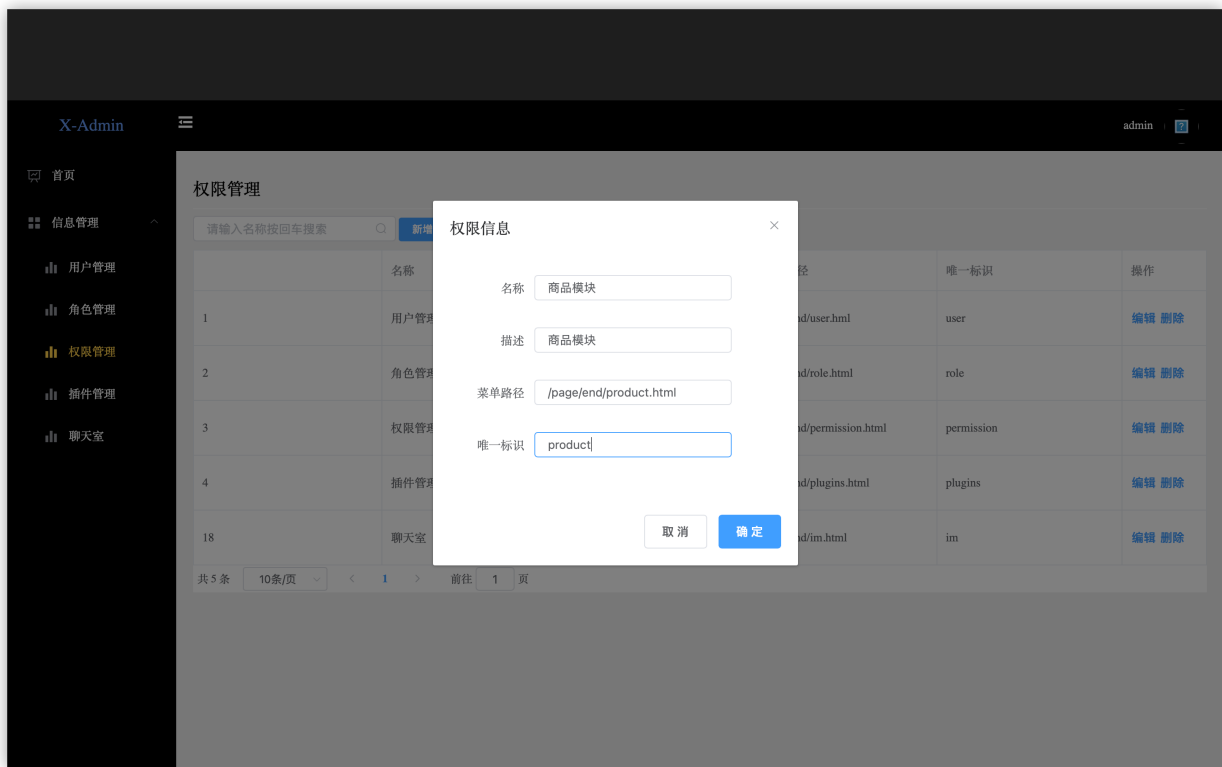 X-Admin
admin
首页
信息管理
用户管理
角色管理
权限管理
插件管理
聊天室
权限管理
请输入名称按回车搜索
新增
名称
径
唯一标识
操作
1
用户管理
nd/user.hml
user
编辑 删除
2
角色管理
nd/role.html
role
编辑 删除
3
权限管理
nd/permission.html
permission
编辑 删除
4
插件管理
nd/plugins.html
plugins
编辑 删除
18
聊天室
nd/im.html
im
编辑 删除
共 5 条
10条/页
1
前往 1 页
权限信息
名称 商品模块
描述 商品模块
菜单路径 /page/end/product.html
唯一标识 product
取 消
确 定